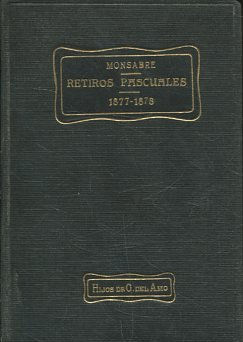 MONSABRE
RETIROS PASCUALES
1877-1878
HIJOS DE G. DEL AMO